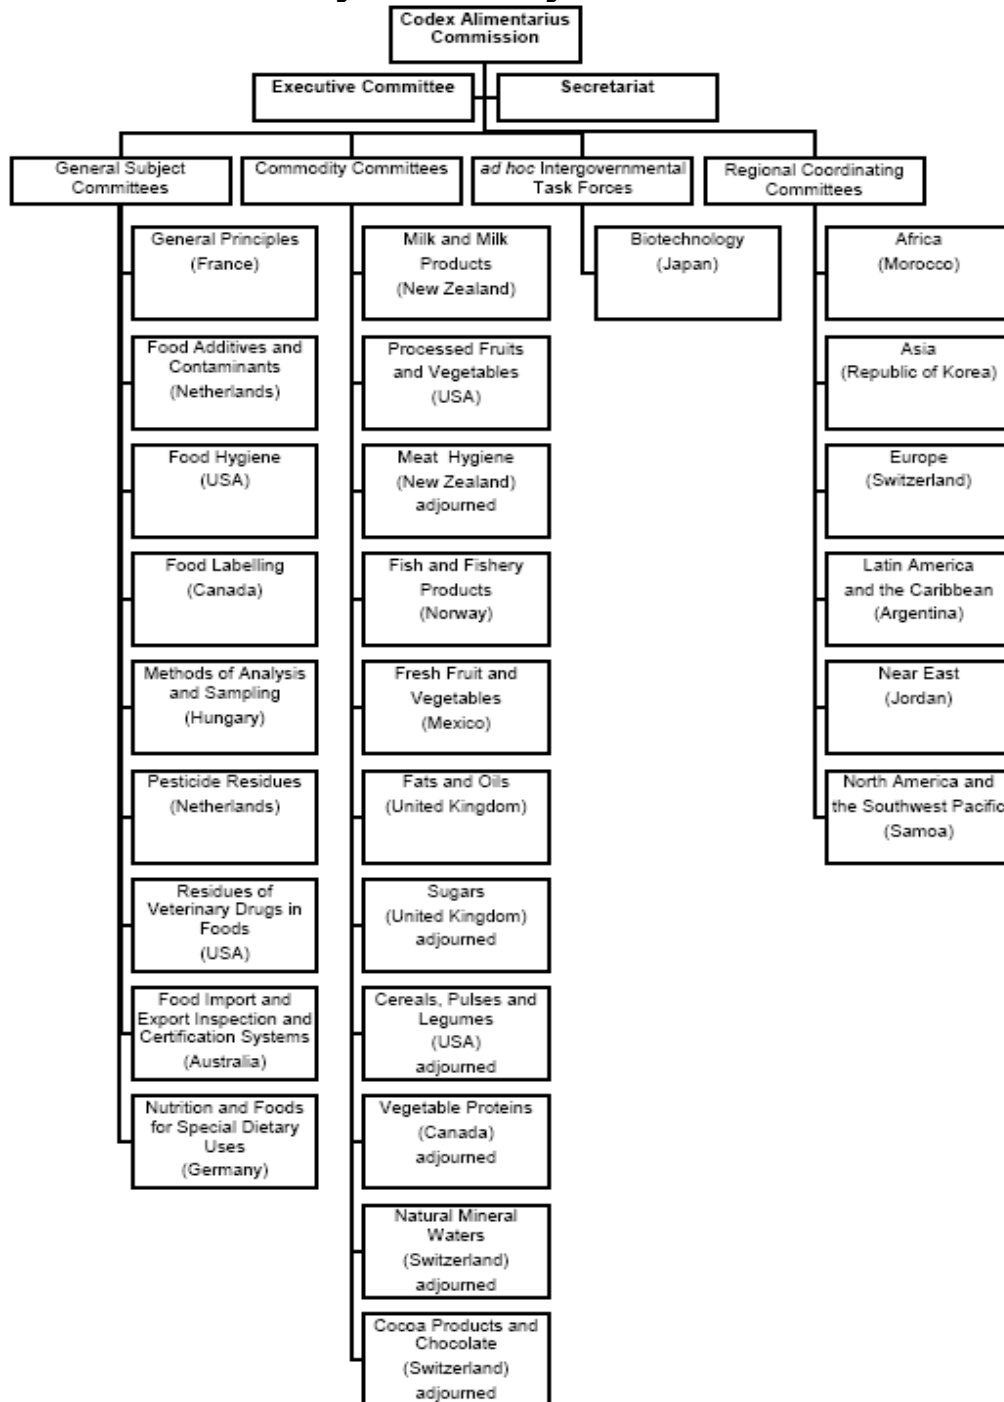 Codex Alimentarius
Commission
Executive Committee
Secretariat
General Subject
Committees
Commodity Committees
ad hoc Intergovernmental
Task Forces
Regional Coordinating
Committees
General Principles
(France)
Food Additives and
Contaminants
(Netherlands)
Food Hygiene
(USA)
Food Labelling
(Canada)
Methods of Analysis
and Sampling
(Hungary)
Pesticide Residues
(Netherlands)
Residues of
Veterinary Drugs in
Foods
(USA)
Food Import and
Export Inspection and
Certification Systems
(Australia)
Nutrition and Foods
for Special Dietary
Uses
(Germany)
Milk and Milk
Products
(New Zealand)
Processed Fruits
and Vegetables
(USA)
Meat Hygiene
(New Zealand)
adjourned
Fish and Fishery
Products
(Norway)
Fresh Fruit and
Vegetables
(Mexico)
Fats and Oils
(United Kingdom)
Sugars
(United Kingdom)
adjourned
Cereals, Pulses and
Legumes
(USA)
adjourned
Vegetable Proteins
(Canada)
adjourned
Natural Mineral
Waters
(Switzerland)
adjourned
Cocoa Products and
Chocolate
(Switzerland)
adjourned
Biotechnology
(Japan)
Africa
(Morocco)
Asia
(Republic of Korea)
Europe
(Switzerland)
Latin America
and the Caribbean
(Argentina)
Near East
(Jordan)
North America and
the Southwest Pacific
(Samoa)